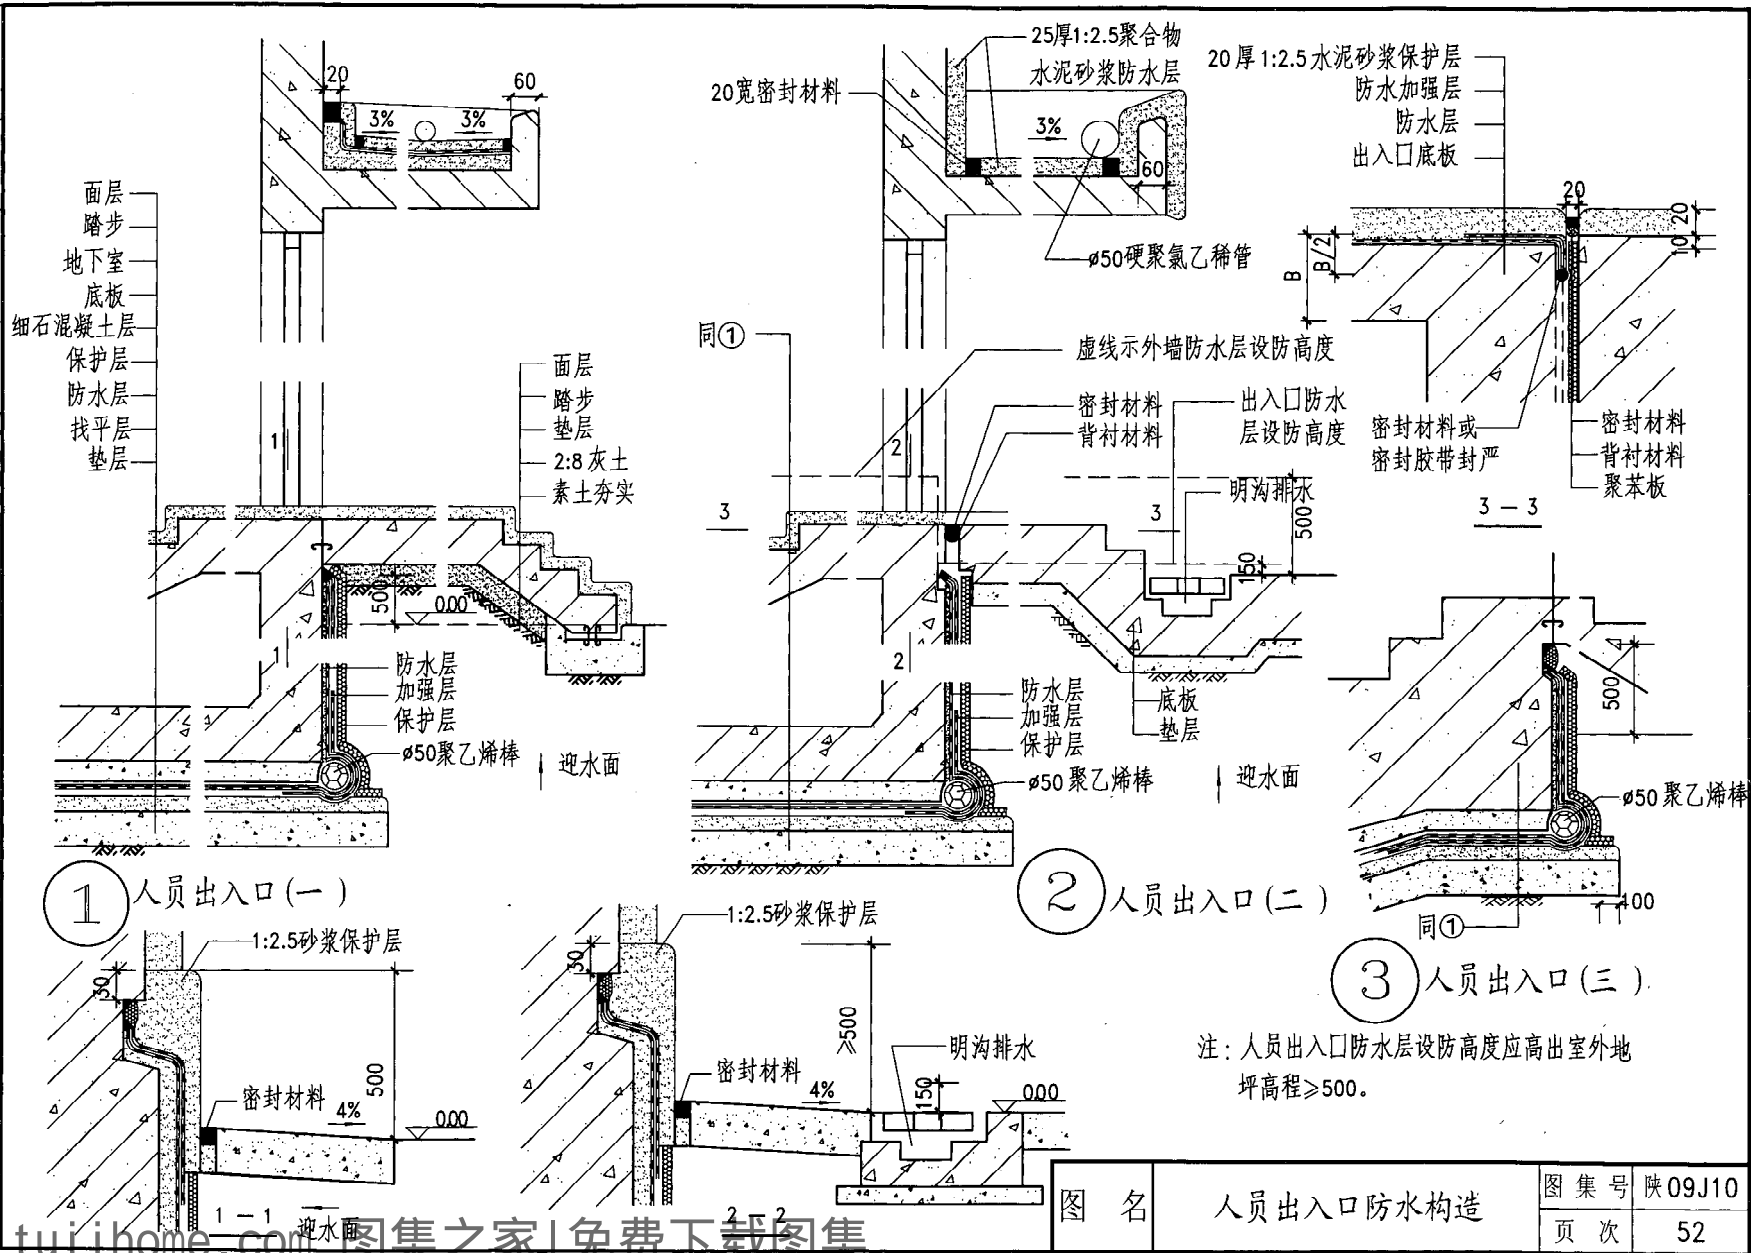 20
60
3%
3%
面层
踏步
地下室
底板
细石混凝土层
保护层
防水层
找平层
垫层
1
面层
踏步
垫层
2:8灰土
素土夯实
500
0.00
1
防水层
加强层
保护层
ø50聚乙烯棒
迎水面
1
人员出入口(一)
25厚1:2.5聚合物
水泥砂浆防水层
20宽密封材料
3%
60
ø50硬聚氯乙稀管
同①
虚线示外墙防水层设防高度
密封材料
背衬材料
出入口防水
层设防高度
2
3
3
明沟排水
500
150
2
防水层
加强层
保护层
底板
垫层
ø50聚乙烯棒
迎水面
2
人员出入口(二)
20厚1:2.5水泥砂浆保护层
防水加强层
防水层
出入口底板
20
20
10
B
B/2
密封材料或
密封胶带封严
密封材料
背衬材料
聚苯板
3-3
500
ø50聚乙烯棒
400
同①
3
人员出入口(三)
1:2.5砂浆保护层
30
500
密封材料
4%
0.00
1-1
迎水面
1:2.5砂浆保护层
30
≥500
明沟排水
密封材料
4%
150
0.00
2-2
注:人员出入口防水层设防高度应高出室外地
坪高程≥500。
图 名
人员出入口防水构造
图集号
陕09J10
页 次
52
tujihome.com 图集之家|免费下载图集